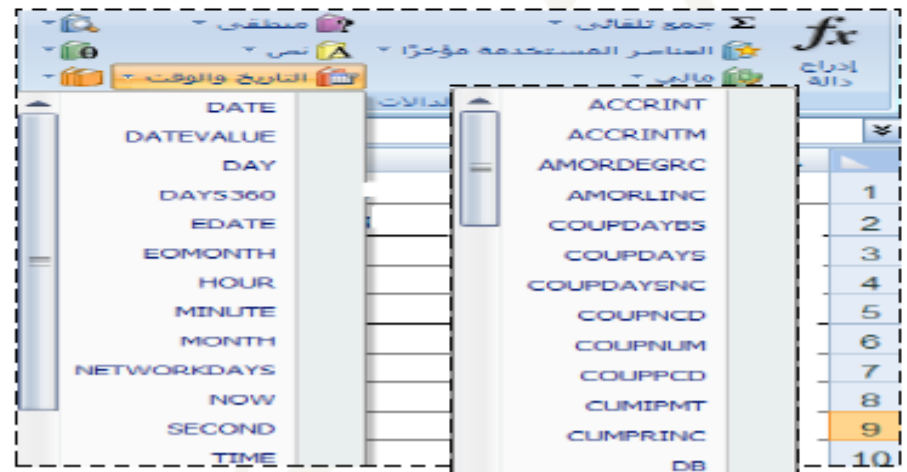 fx
إدراج دالة
Σ جمع تلقائي
العناصر المستخدمة مؤخرًا
مالي
منطقي
نص
التاريخ والوقت
ACCRINT
ACCRINTM
AMORDEGRC
AMORLINC
COUPDAYBS
COUPDAYS
COUPDAYSNC
COUPNCD
COUPNUM
COUPPCD
CUMIPMT
CUMPRINC
DB
DATE
DATEVALUE
DAY
DAYS360
EDATE
EOMONTH
HOUR
MINUTE
MONTH
NETWORKDAYS
NOW
SECOND
TIME
1
2
3
4
5
6
7
8
9
10